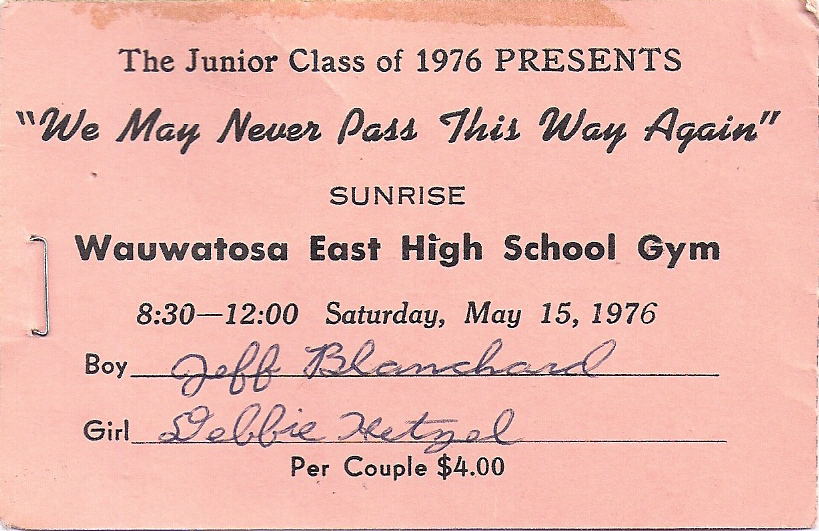 The Junior Class of 1976 PRESENTS
"We May Never Pass This Way Again"
SUNRISE
Wauwatosa East High School Gym
8:30—12:00 Saturday, May 15, 1976
Boy Jeff Blanchard
Girl Debbie Hetzel
Per Couple $4.00